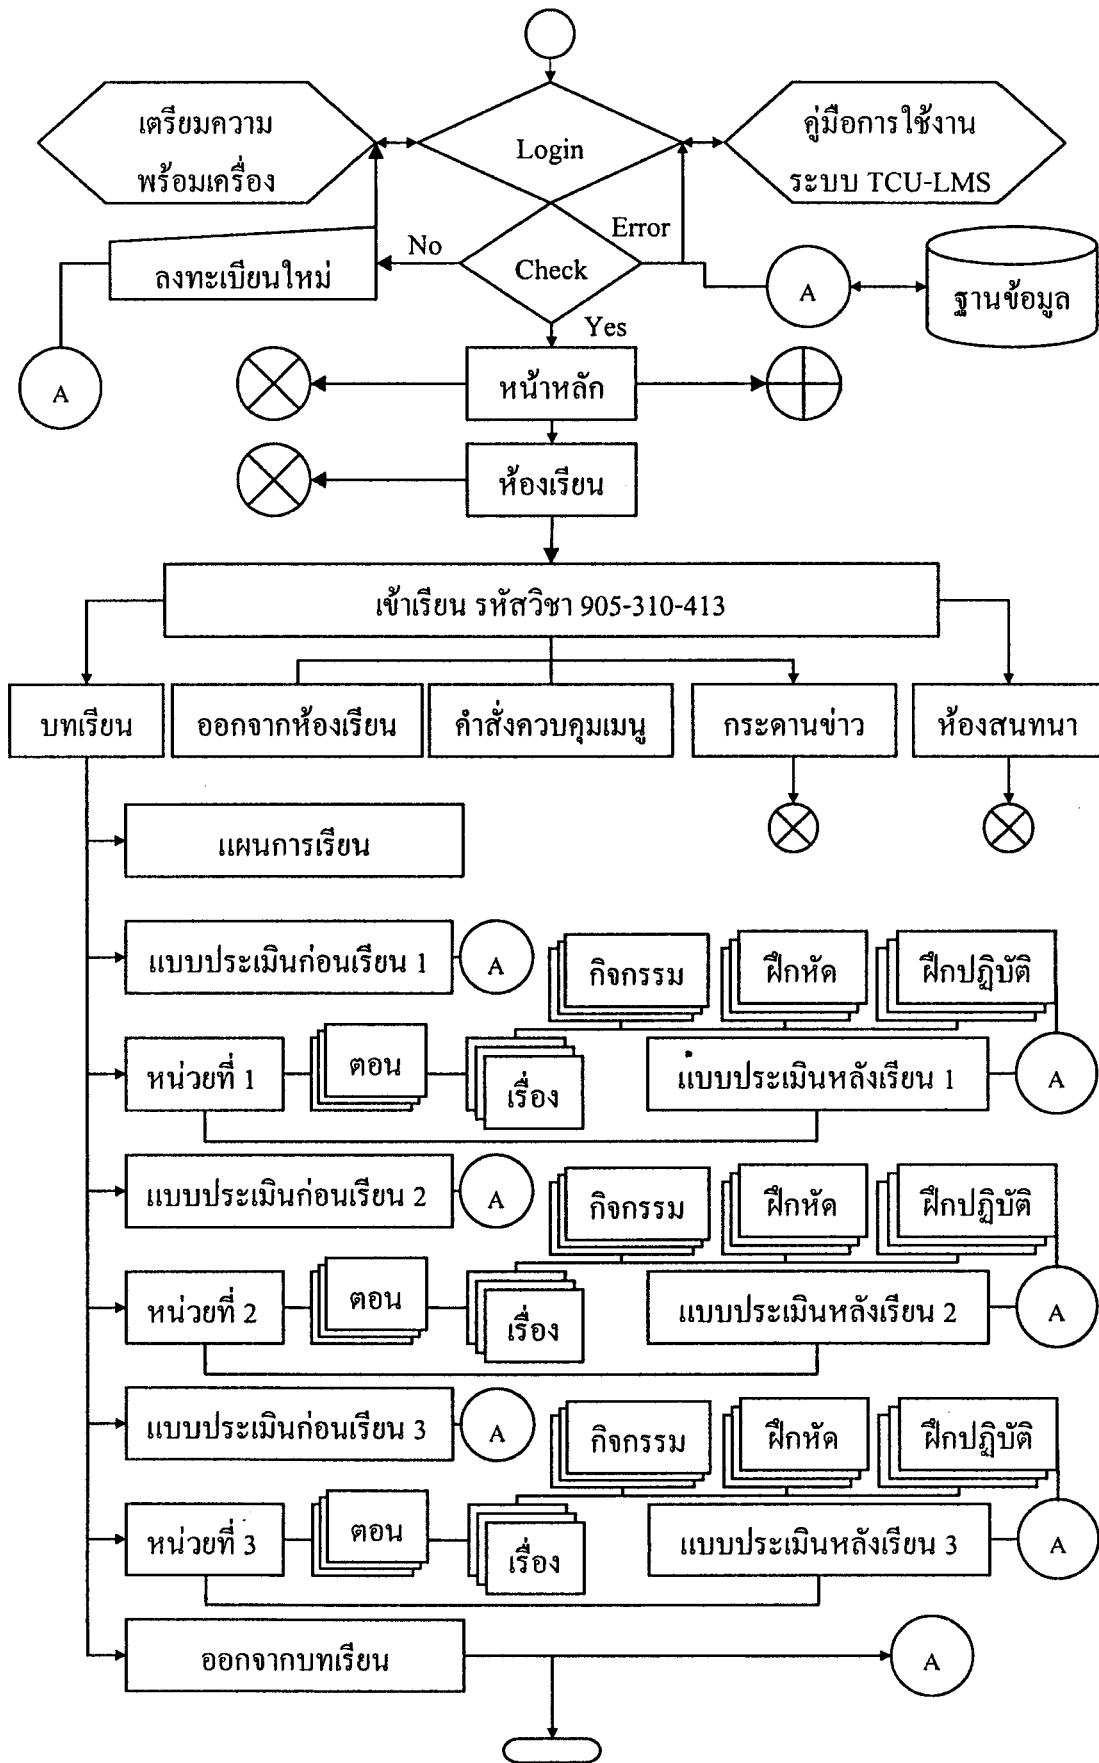 เตรียมความ
พร้อมเครื่อง
Login
คู่มือการใช้งาน
ระบบ TCU-LMS
No
Error
ลงทะเบียนใหม่
Check
A
ฐานข้อมูล
Yes
A
หน้าหลัก
ห้องเรียน
เข้าเรียน รหัสวิชา 905-310-413
บทเรียน
ออกจากห้องเรียน
คำสั่งควบคุมเมนู
กระดานข่าว
ห้องสนทนา
แผนการเรียน
แบบประเมินก่อนเรียน 1
A
กิจกรรม
ฝึกหัด
ฝึกปฏิบัติ
หน่วยที่ 1
ตอน
เรื่อง
แบบประเมินหลังเรียน 1
A
แบบประเมินก่อนเรียน 2
A
กิจกรรม
ฝึกหัด
ฝึกปฏิบัติ
หน่วยที่ 2
ตอน
เรื่อง
แบบประเมินหลังเรียน 2
A
แบบประเมินก่อนเรียน 3
A
กิจกรรม
ฝึกหัด
ฝึกปฏิบัติ
หน่วยที่ 3
ตอน
เรื่อง
แบบประเมินหลังเรียน 3
A
ออกจากบทเรียน
A